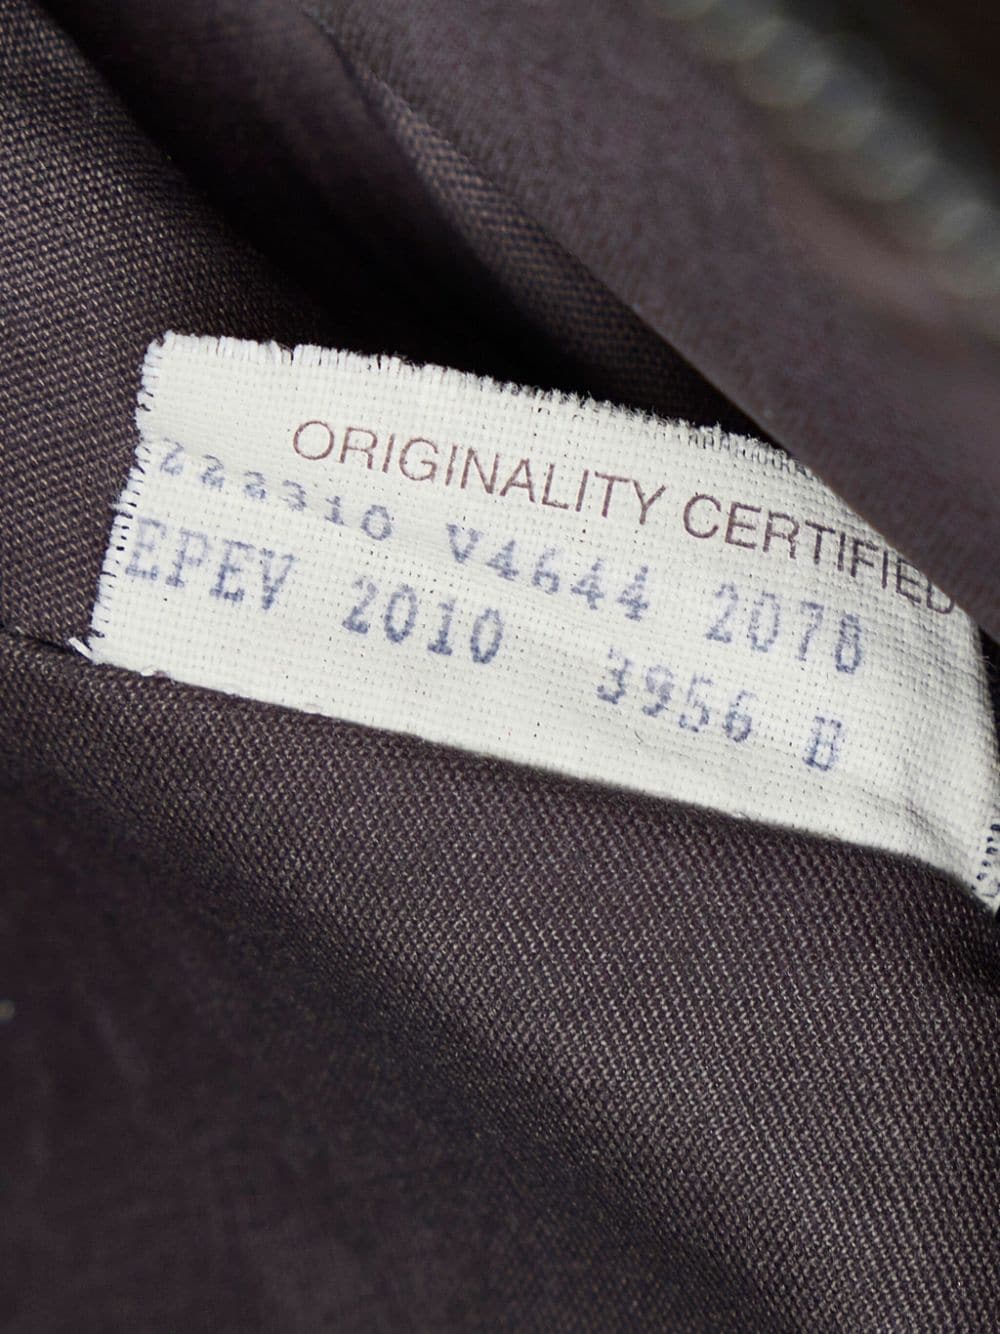 ORIGINALITY CERTIFIED
222310 V4644 2078
EPEV 2010 3956 B